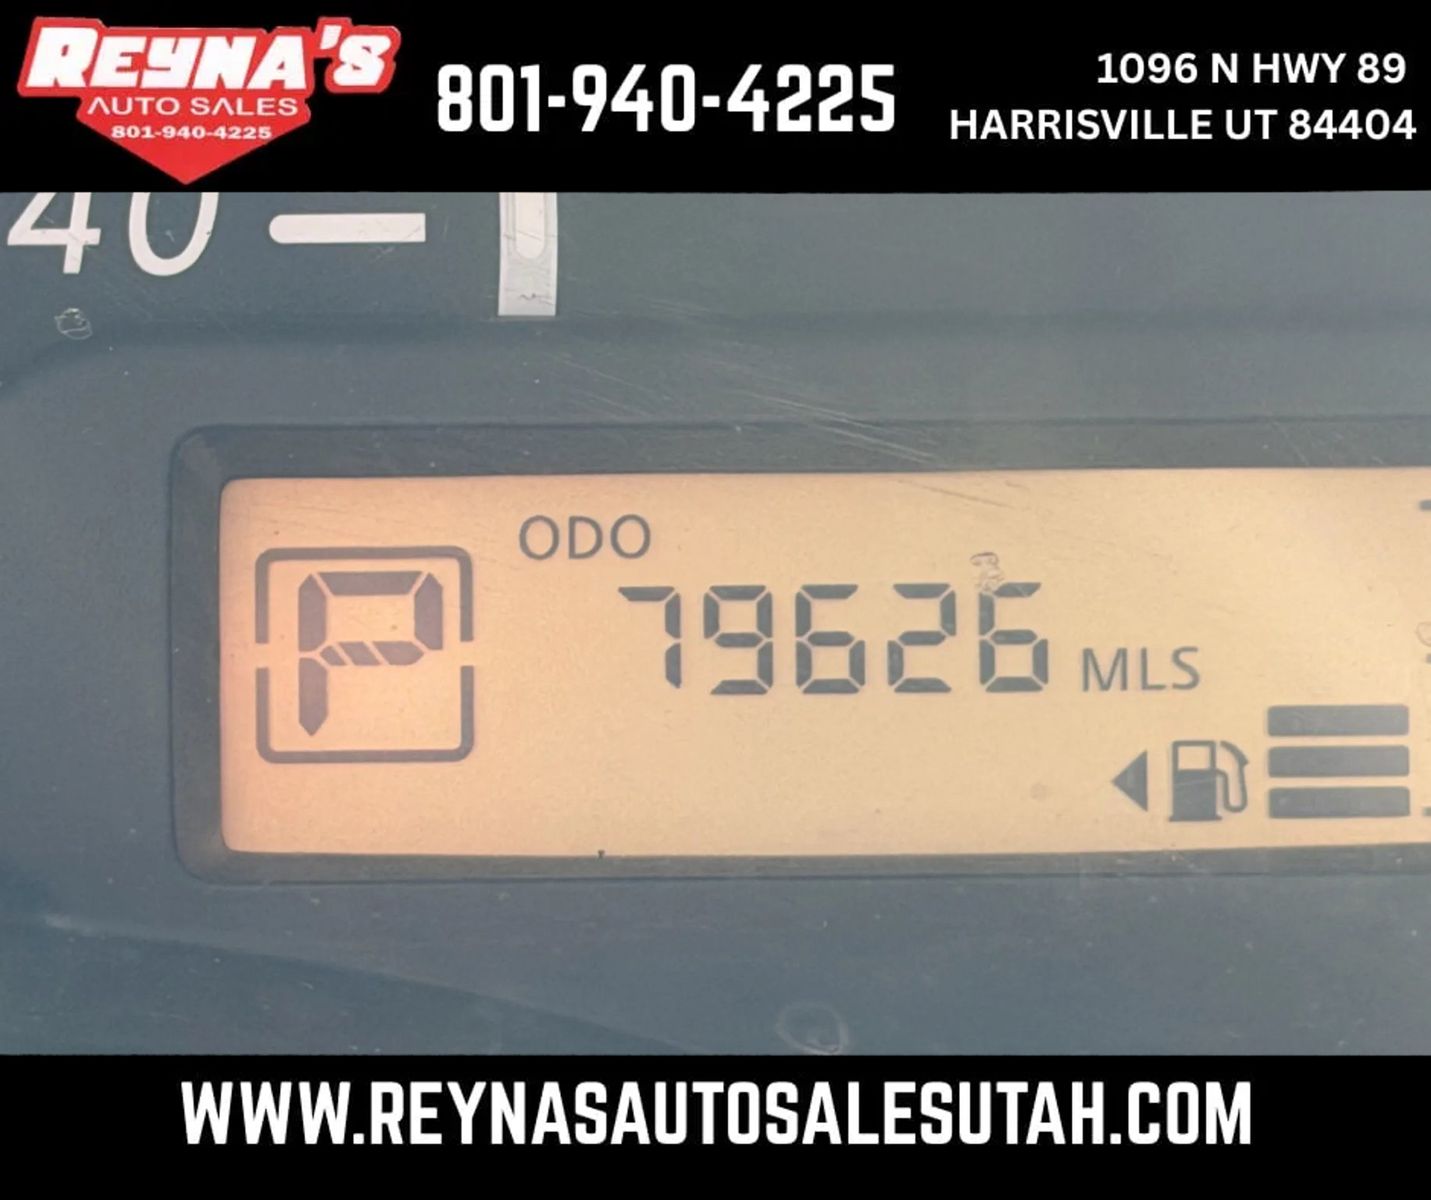 REYNA'S
AUTO SALES
801-940-4225
801-940-4225
1096 N HWY 89
HARRISVILLE UT 84404
40
ODO
P
79626 MLS
WWW.REYNASAUTOSALESUTAH.COM